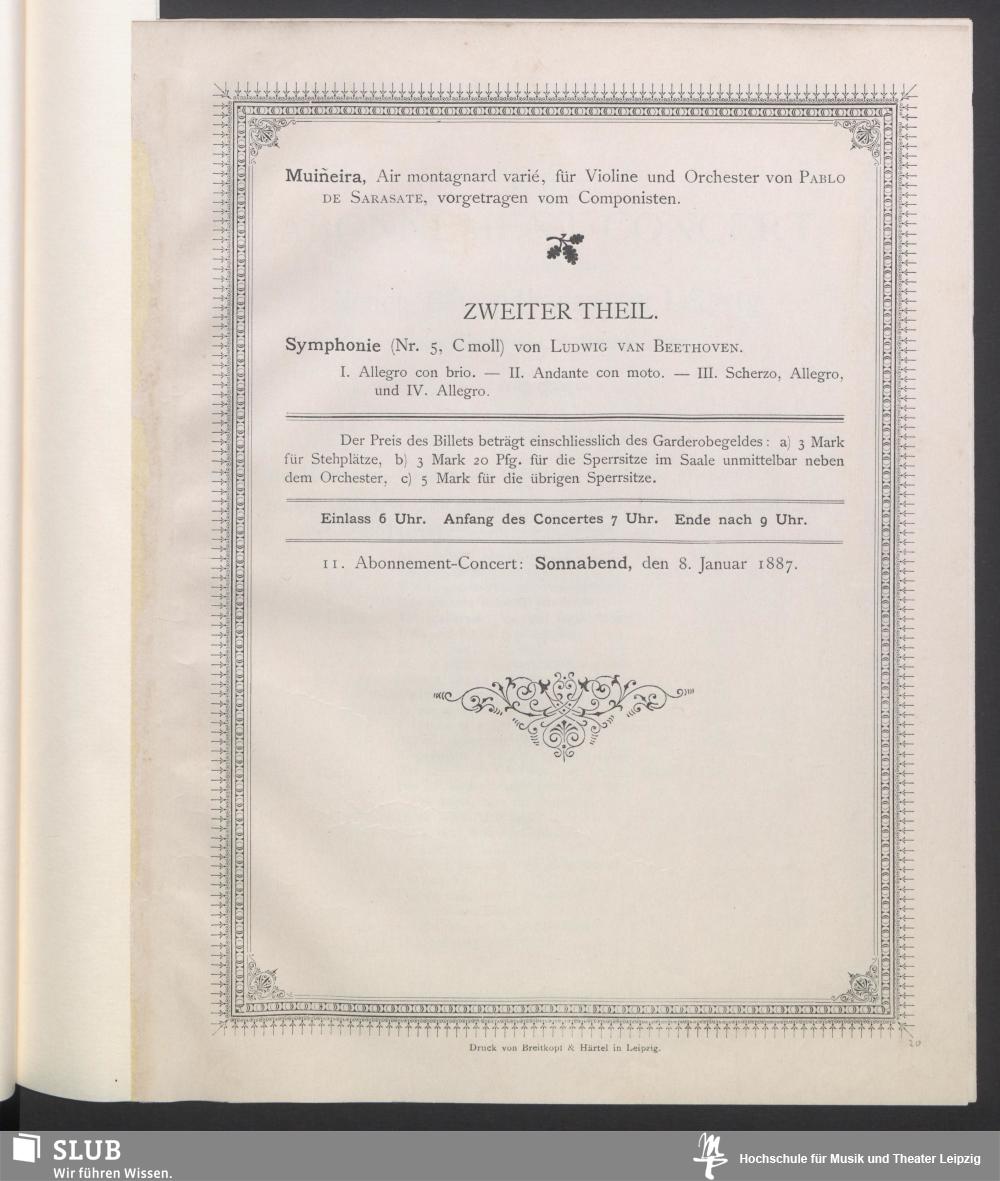 Muiñeira, Air montagnard varié, für Violine und Orchester von PABLO
DE SARASATE, vorgetragen vom Componisten.
ZWEITER THEIL.
Symphonie (Nr. 5, Cmoll) von LUDWIG VAN BEETHOVEN.
I. Allegro con brio. — II. Andante con moto. — III. Scherzo, Allegro,
und IV. Allegro.
Der Preis des Billets beträgt einschliesslich des Garderobegeldes: a) 3 Mark
für Stehplätze, b) 3 Mark 20 Pfg. für die Sperrsitze im Saale unmittelbar neben
dem Orchester, c) 5 Mark für die übrigen Sperrsitze.
Einlass 6 Uhr. Anfang des Concertes 7 Uhr. Ende nach 9 Uhr.
11. Abonnement-Concert: Sonnabend, den 8. Januar 1887.
Druck von Breitkopf & Härtel in Leipzig.
20
SLUB
Wir führen Wissen.
Hochschule für Musik und Theater Leipzig